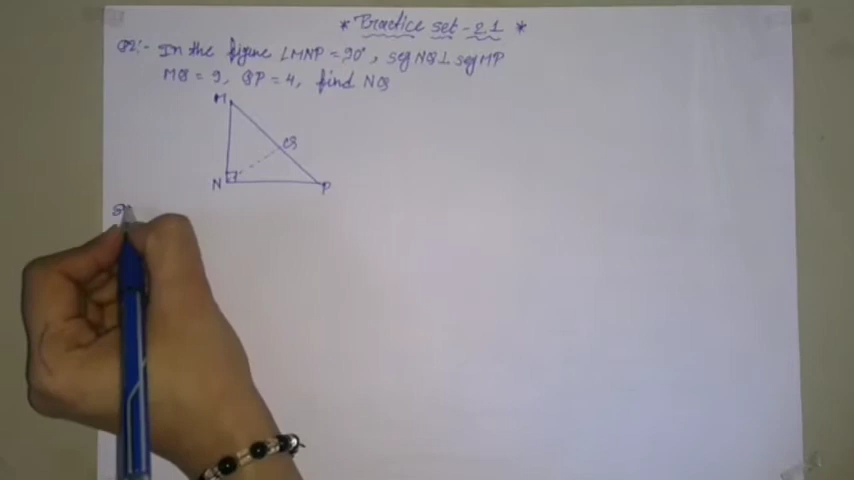 * Practice set - 2.1 *
Q2:- In the figure ∠MNP = 90°, seg NQ ⊥ seg MP
MQ = 9, QP = 4, find NQ
M
Q
N
P